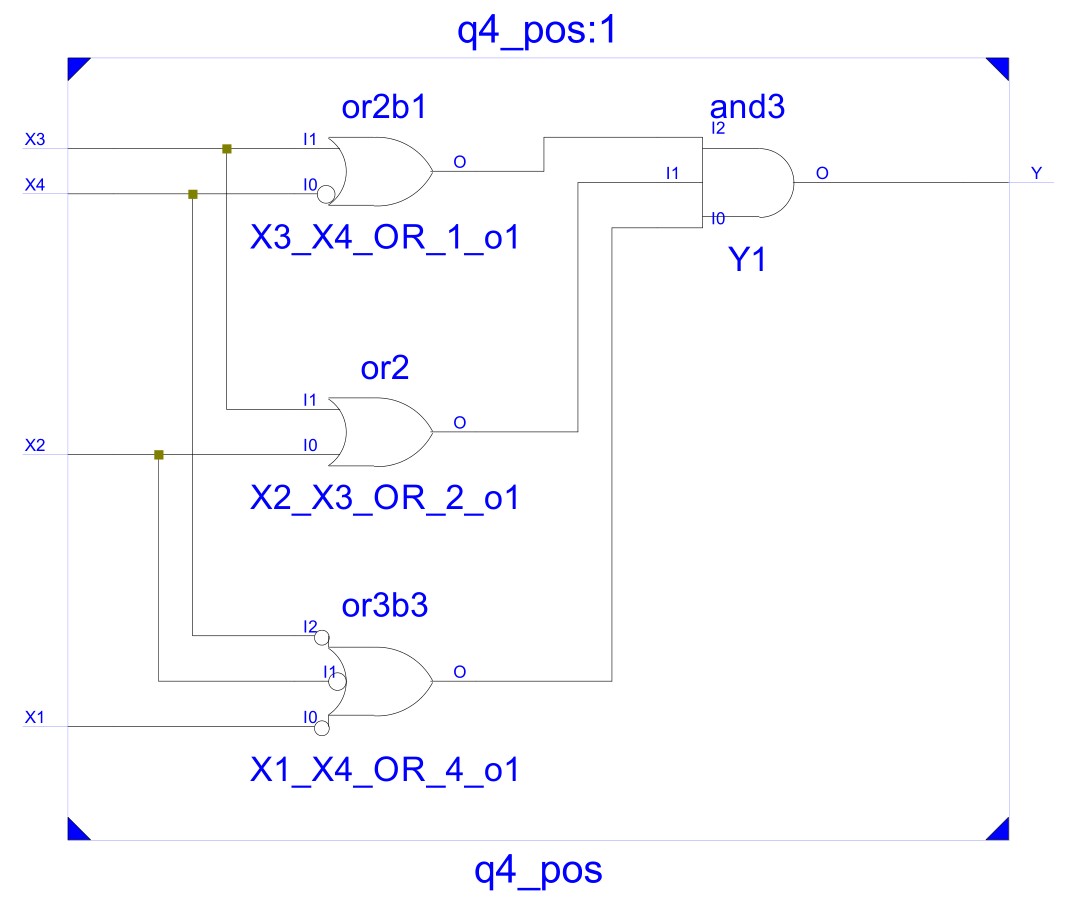 q4_pos:1
or2b1
and3
I2
X3
I1
O
X4
I0
I1
O
Y
I0
X3_X4_OR_1_o1
Y1
or2
I1
O
X2
I0
X2_X3_OR_2_o1
or3b3
I2
I1
O
X1
I0
X1_X4_OR_4_o1
q4_pos